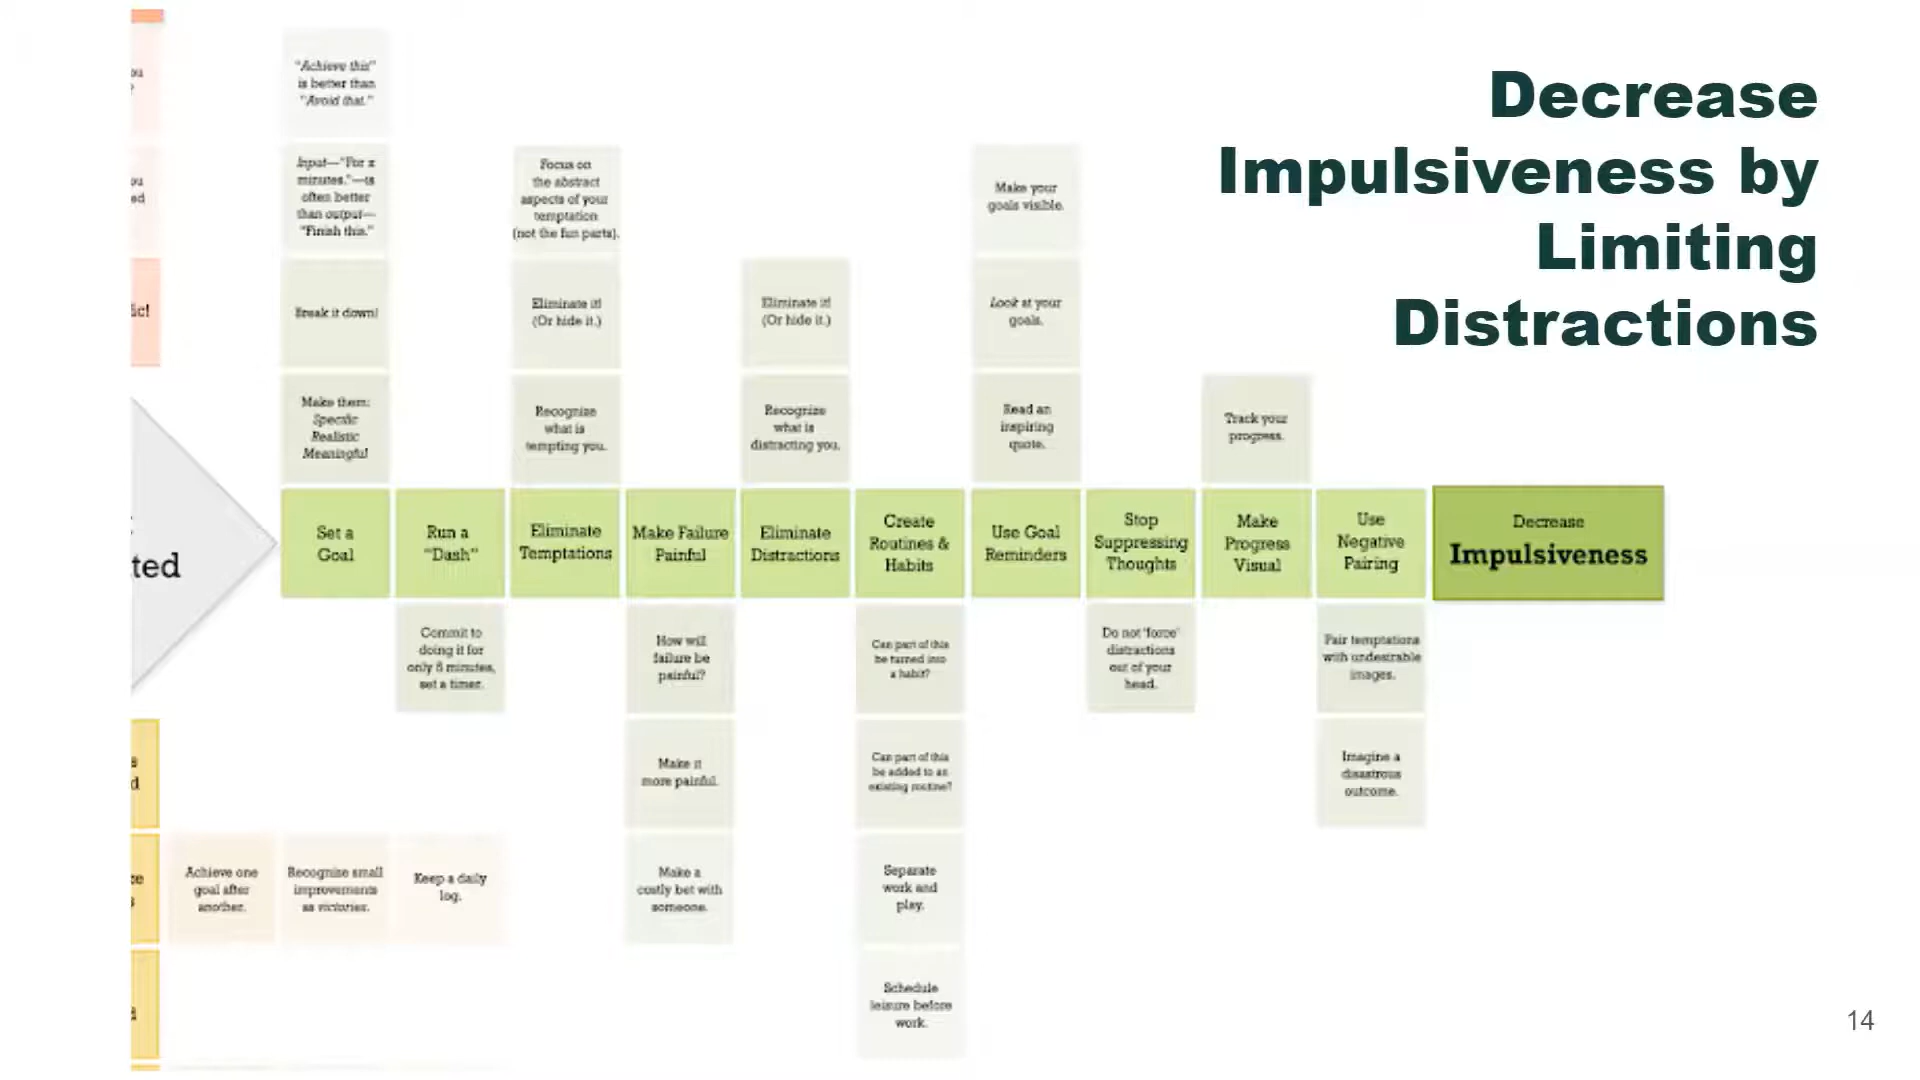 Decrease
Impulsiveness by
Limiting
Distractions
"Achieve this"
is better than
"Avoid that."
Input—"For x
minutes."—is
often better
than output—
"Finish this."
Break it down!
Make them:
Specific
Realistic
Meaningful
Set a
Goal
Run a
"Dash"
Commit to
doing it for
only
minutes,
set a timer.
Focus on
the abstract
aspects of your
temptation
(not the fun parts).
Eliminate it!
(Or hide it.)
Recognize
what is
tempting you.
Eliminate
Temptations
Make Failure
Painful
How will
failure be
painful?
Make it
more painful.
Make a
costly bet with
someone.
Eliminate it!
(Or hide it.)
Recognize
what is
distracting you.
Eliminate
Distractions
Create
Routines &
Habits
Can part of this
be turned into
a habit?
Can part of this
be added to an
existing routine?
Separate
work and
play.
Schedule
leisure before
work.
Make your
goals visible.
Look at your
goals.
Read an
inspiring
quote.
Use Goal
Reminders
Stop
Suppressing
Thoughts
Do not 'force'
distractions
out of your
head.
Track your
progress.
Make
Progress
Visual
Use
Negative
Pairing
Pair temptations
with undesirable
images.
Imagine a
disastrous
outcome.
Decrease
Impulsiveness
ted
Achieve one
goal after
another.
Recognize small
improvements
as victories.
Keep a daily
log.
14